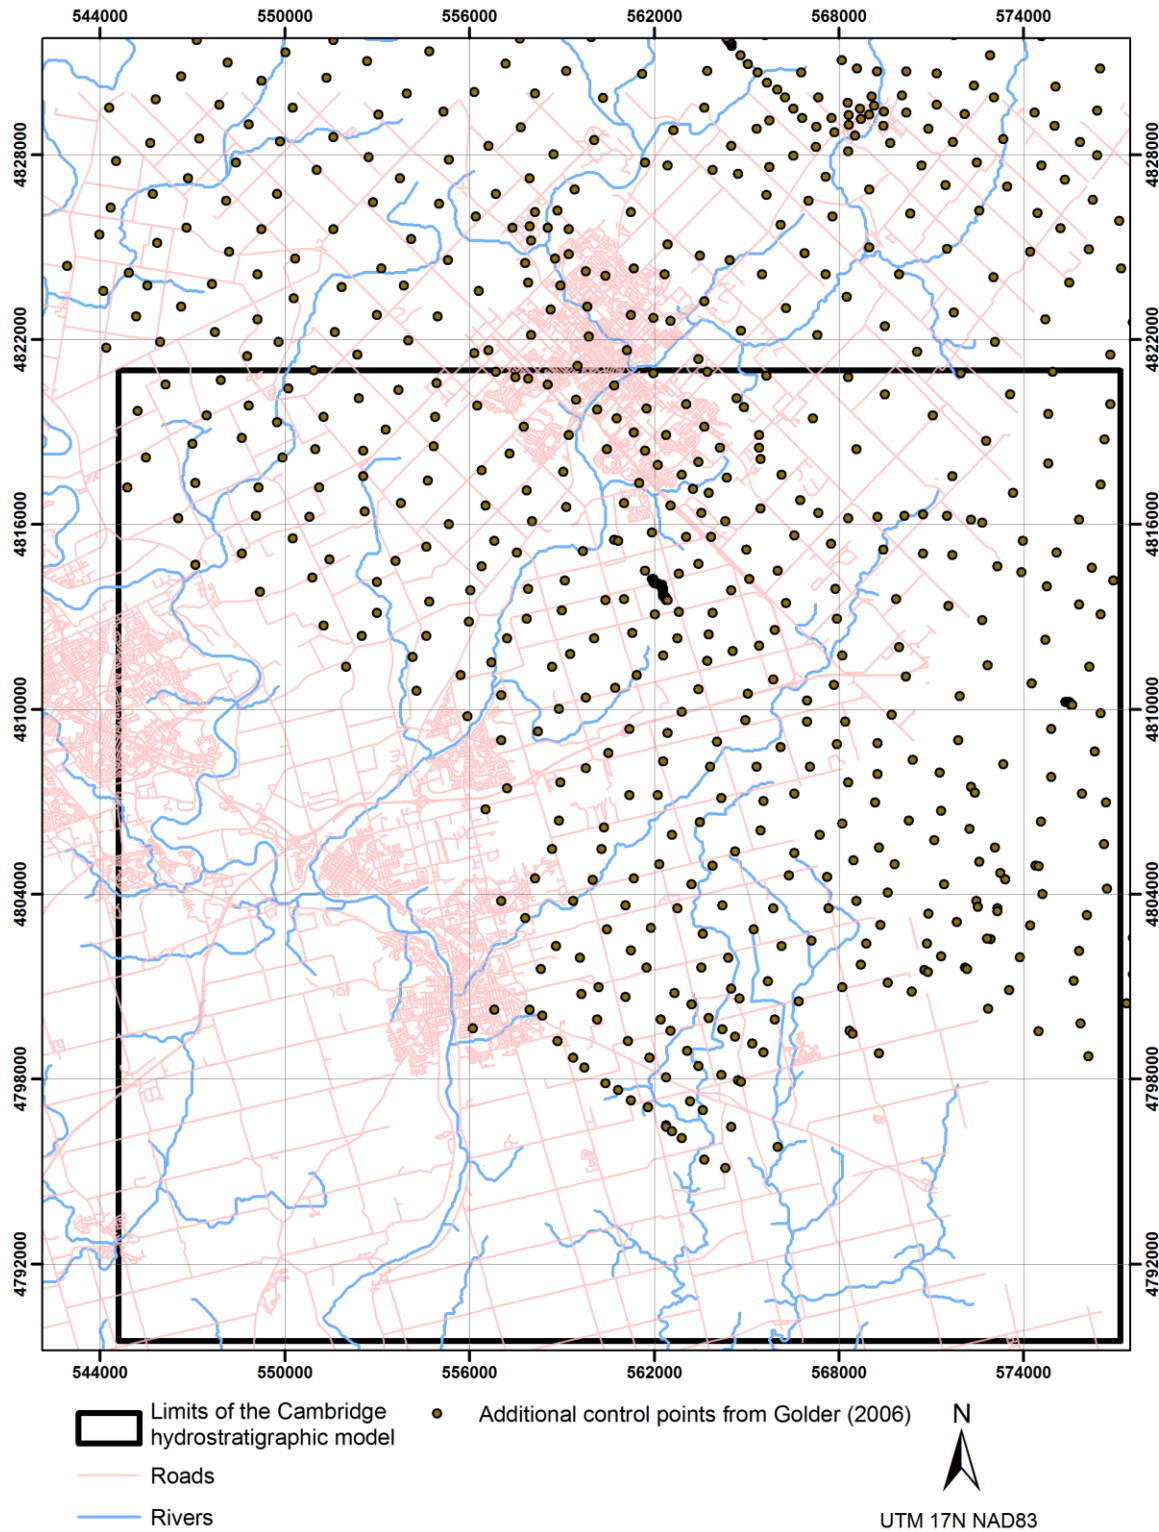 544000 550000 556000 562000 568000 574000
4828000 4828000
4822000 4822000
4816000 4816000
4810000 4810000
4804000 4804000
4798000 4798000
4792000 4792000
544000 550000 556000 562000 568000 574000
Limits of the Cambridge
hydrostratigraphic model
Additional control points from Golder (2006)
N
Roads
Rivers
UTM 17N NAD83